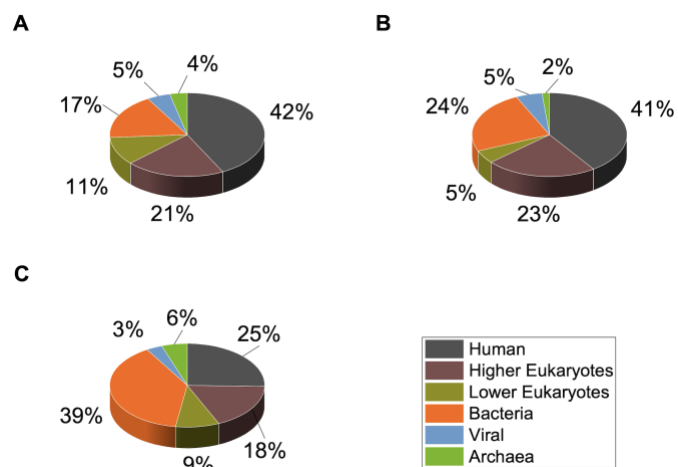 A
5%
4%
17%
42%
11%
21%
B
5%
2%
24%
41%
5%
23%
C
3%
6%
25%
39%
18%
9%
Human
Higher Eukaryotes
Lower Eukaryotes
Bacteria
Viral
Archaea